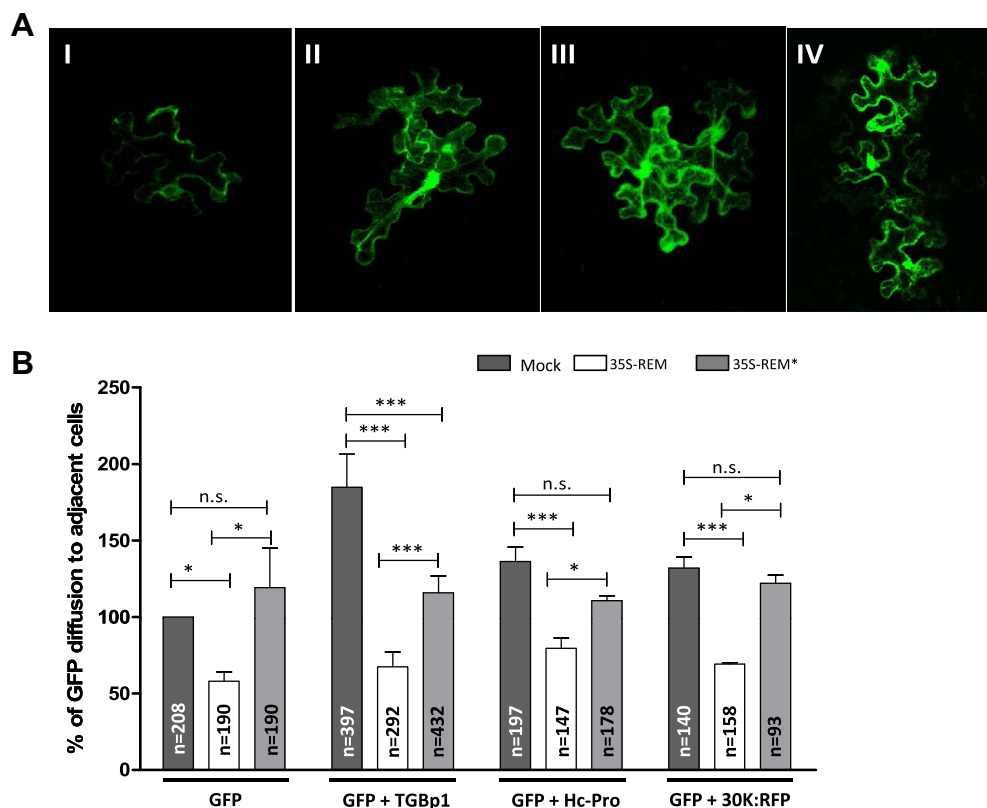 A
I
II
III
IV
B
Mock
35S-REM
35S-REM*
% of GFP diffusion to adjacent cells
250
200
150
100
50
0
n.s.
*
*
***
***
***
n.s.
***
*
n.s.
*
***
n=208
n=190
n=190
n=397
n=292
n=432
n=197
n=147
n=178
n=140
n=158
n=93
GFP
GFP + TGBp1
GFP + Hc-Pro
GFP + 30K:RFP